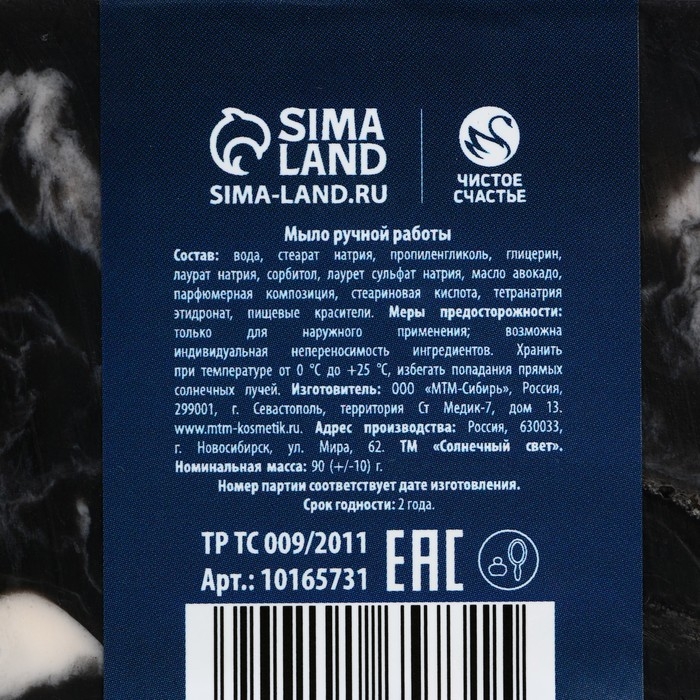 SIMA
LAND
SIMA-LAND.RU
ЧИСТОЕ
СЧАСТЬЕ
Мыло ручной работы
Состав: вода, стеарат натрия, пропиленгликоль, глицерин,
лаурат натрия, сорбитол, лаурет сульфат натрия, масло авокадо,
парфюмерная композиция, стеариновая кислота, тетранатрия
этидронат, пищевые красители. Меры предосторожности:
только для наружного применения; возможна
индивидуальная непереносимость ингредиентов. Хранить
при температуре от 0 °C до +25 °C, избегать попадания прямых
солнечных лучей. Изготовитель: ООО «МТМ-Сибирь», Россия,
299001, г. Севастополь, территория Ст Медик-7, дом 13.
www.mtm-kosmetik.ru. Адрес производства: Россия, 630033,
г. Новосибирск, ул. Мира, 62. ТМ «Солнечный свет».
Номинальная масса: 90 (+/-10) г.
Номер партии соответствует дате изготовления.
Срок годности: 2 года.
ТР ТС 009/2011
Арт.: 10165731
EAC